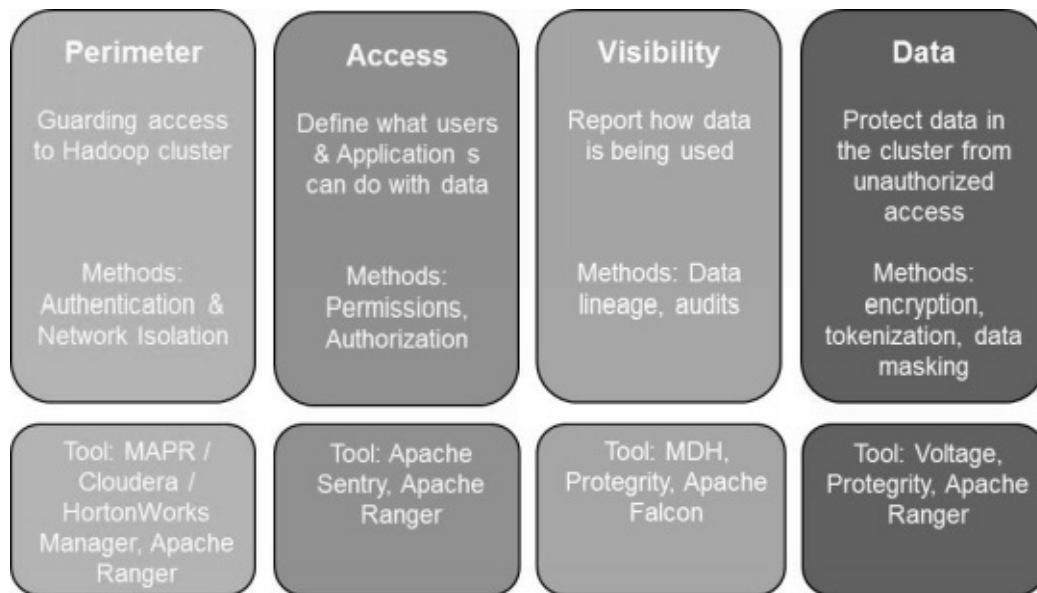 Perimeter
Guarding access
to Hadoop cluster
Methods:
Authentication &
Network Isolation
Access
Define what users
& Application s
can do with data
Methods:
Permissions,
Authorization
Visibility
Report how data
is being used
Methods: Data
lineage, audits
Data
Protect data in
the cluster from
unauthorized
access
Methods:
encryption,
tokenization, data
masking
Tool: MAPR /
Cloudera /
HortonWorks
Manager, Apache
Ranger
Tool: Apache
Sentry, Apache
Ranger
Tool: MDH,
Protegrity, Apache
Falcon
Tool: Voltage,
Protegrity, Apache
Ranger